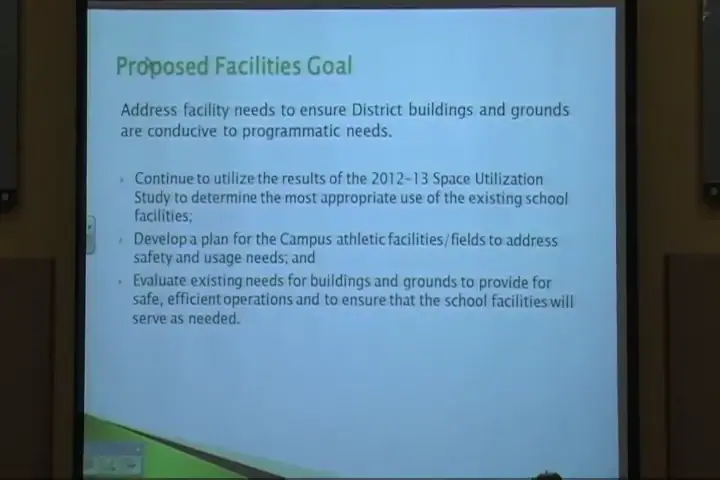 Proposed Facilities Goal
Address facility needs to ensure District buildings and grounds
are conducive to programmatic needs.
Continue to utilize the results of the 2012-13 Space Utilization
Study to determine the most appropriate use of the existing school
facilities;
Develop a plan for the Campus athletic facilities/fields to address
safety and usage needs; and
Evaluate existing needs for buildings and grounds to provide for
safe, efficient operations and to ensure that the school facilities will
serve as needed.